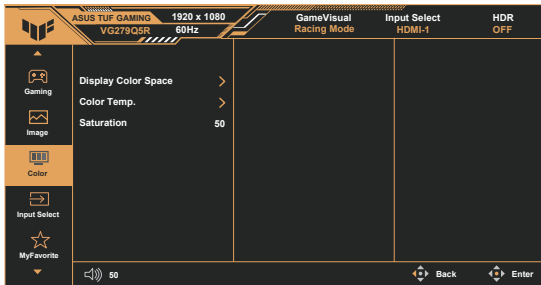 ASUS TUF GAMING 1920 x 1080 GameVisual Input Select HDR
VG279Q5R 60Hz Racing Mode HDMI-1 OFF
Gaming
Image
Color
Input Select
MyFavorite
Display Color Space
Color Temp.
Saturation 50
50 Back Enter